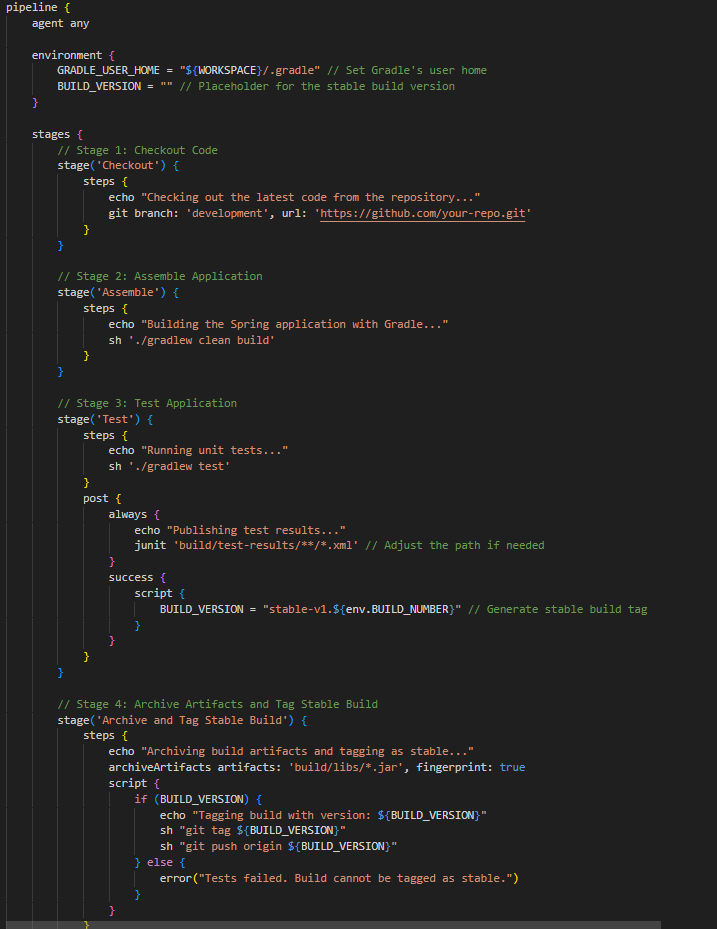 pipeline {
    agent any

    environment {
        GRADLE_USER_HOME = "${WORKSPACE}/.gradle" // Set Gradle's user home
        BUILD_VERSION = "" // Placeholder for the stable build version
    }

    stages {
        // Stage 1: Checkout Code
        stage('Checkout') {
            steps {
                echo "Checking out the latest code from the repository..."
                git branch: 'development', url: 'https://github.com/your-repo.git'
            }
        }

        // Stage 2: Assemble Application
        stage('Assemble') {
            steps {
                echo "Building the Spring application with Gradle..."
                sh './gradlew clean build'
            }
        }

        // Stage 3: Test Application
        stage('Test') {
            steps {
                echo "Running unit tests..."
                sh './gradlew test'
            }
            post {
                always {
                    echo "Publishing test results..."
                    junit 'build/test-results/**/*.xml' // Adjust the path if needed
                }
                success {
                    script {
                        BUILD_VERSION = "stable-v1.${env.BUILD_NUMBER}" // Generate stable build tag
                    }
                }
            }
        }

        // Stage 4: Archive Artifacts and Tag Stable Build
        stage('Archive and Tag Stable Build') {
            steps {
                echo "Archiving build artifacts and tagging as stable..."
                archiveArtifacts artifacts: 'build/libs/*.jar', fingerprint: true
                script {
                    if (BUILD_VERSION) {
                        echo "Tagging build with version: ${BUILD_VERSION}"
                        sh "git tag ${BUILD_VERSION}"
                        sh "git push origin ${BUILD_VERSION}"
                    } else {
                        error("Tests failed. Build cannot be tagged as stable.")
                    }
                }
            }